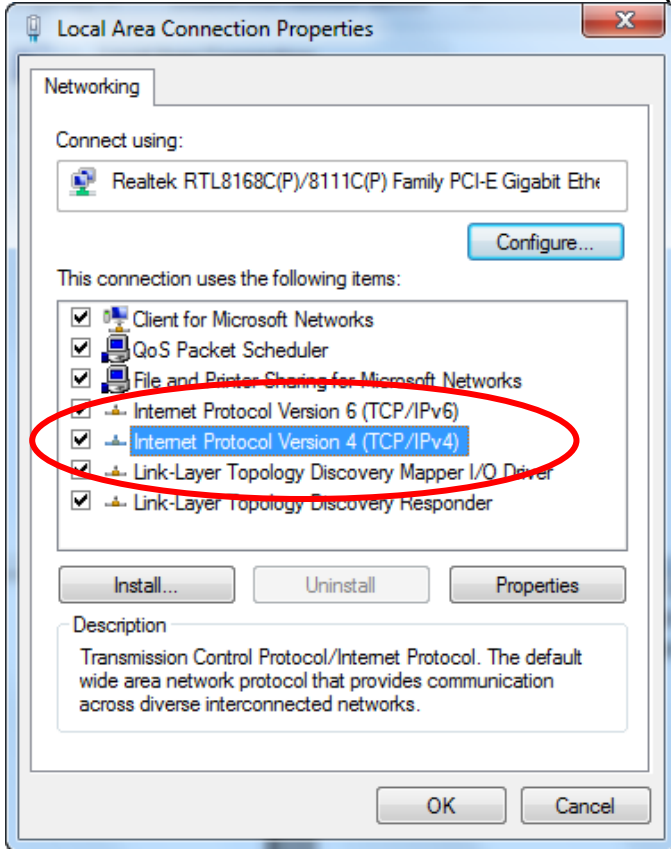 Local Area Connection Properties
Networking
Connect using:
Realtek RTL8168C(P)/8111C(P) Family PCI-E Gigabit Ethe
Configure...
This connection uses the following items:
Client for Microsoft Networks
QoS Packet Scheduler
File and Printer Sharing for Microsoft Networks
Internet Protocol Version 6 (TCP/IPv6)
Internet Protocol Version 4 (TCP/IPv4)
Link-Layer Topology Discovery Mapper I/O Driver
Link-Layer Topology Discovery Responder
Install... Uninstall Properties
Description
Transmission Control Protocol/Internet Protocol. The default
wide area network protocol that provides communication
across diverse interconnected networks.
OK Cancel